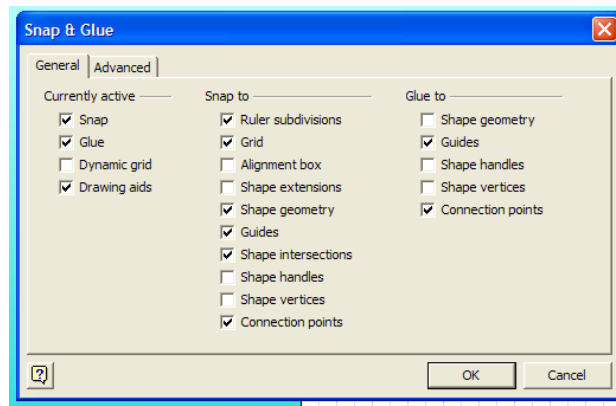 Snap & Glue
General
Advanced
Currently active
Snap
Glue
Dynamic grid
Drawing aids
Snap to
Ruler subdivisions
Grid
Alignment box
Shape extensions
Shape geometry
Guides
Shape intersections
Shape handles
Shape vertices
Connection points
Glue to
Shape geometry
Guides
Shape handles
Shape vertices
Connection points
?
OK
Cancel